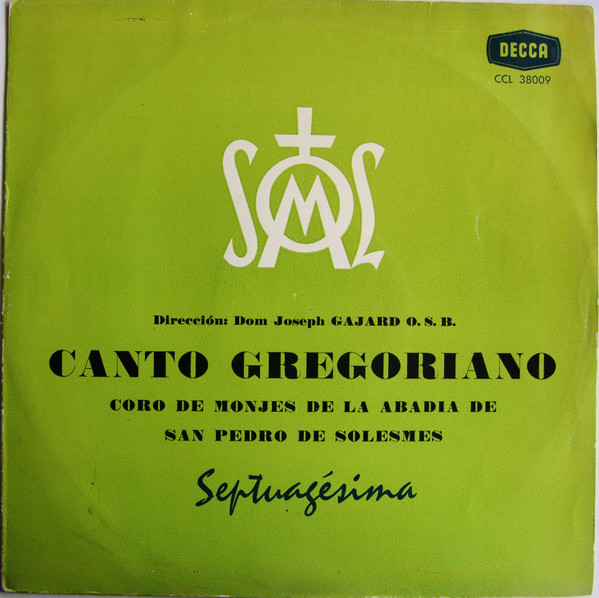 DECCA
CCL 38009
Dirección: Dom Joseph GAJARD O. S. B.
CANTO GREGORIANO
CORO DE MONJES DE LA ABADIA DE
SAN PEDRO DE SOLESMES
Septuagésima